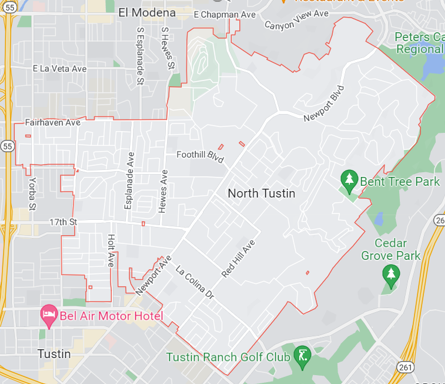 55
El Modena
E Chapman Ave
Canyon View Ave
S Esplanade St
S Hewes St
Peters Ca
Regional
E La Veta Ave
Newport Blvd
Fairhaven Ave
55
Foothill Blvd
Esplanade Ave
Hewes Ave
Yorba St
North Tustin
Bent Tree Park
17th St
Holt Ave
Newport Ave
La Colina Dr
Red Hill Ave
Cedar
Grove Park
Bel Air Motor Hotel
Tustin
Tustin Ranch Golf Club
261